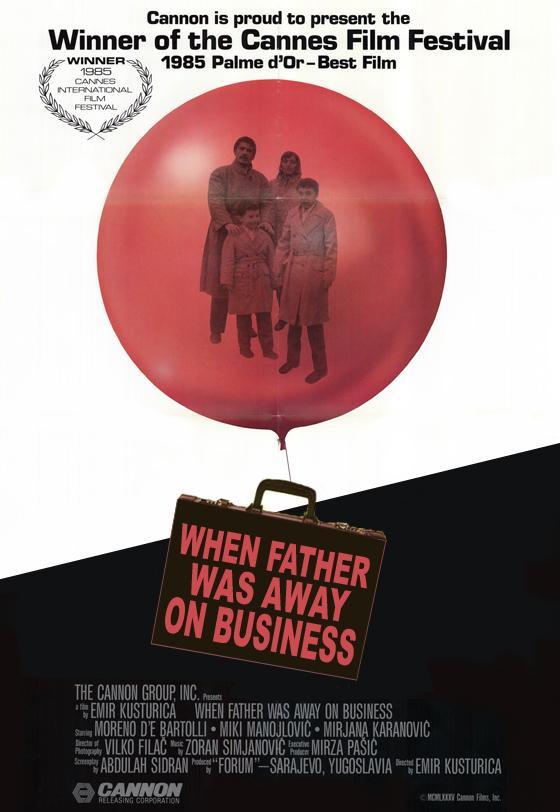 Cannon is proud to present the
Winner of the Cannes Film Festival
1985 Palme d'Or–Best Film
WINNER
1985
CANNES
INTERNATIONAL
FILM
FESTIVAL
WHEN FATHER
WAS AWAY
ON BUSINESS
THE CANNON GROUP, INC. Presents
a film by EMIR KUSTURICA WHEN FATHER WAS AWAY ON BUSINESS
Starring MORENO D'E BARTOLLI • MIKI MANOJLOVIĆ • MIRJANA KARANOVIĆ
Director of Photography VILKO FILAČ Music by ZORAN SIMJANOVIĆ Executive Producer MIRZA PAŠIĆ
Screenplay by ABDULAH SIDRAN Produced by "FORUM"—SARAJEVO, YUGOSLAVIA Directed by EMIR KUSTURICA
CANNON
RELEASING CORPORATION
© MCMLXXXV Cannon Films, Inc.